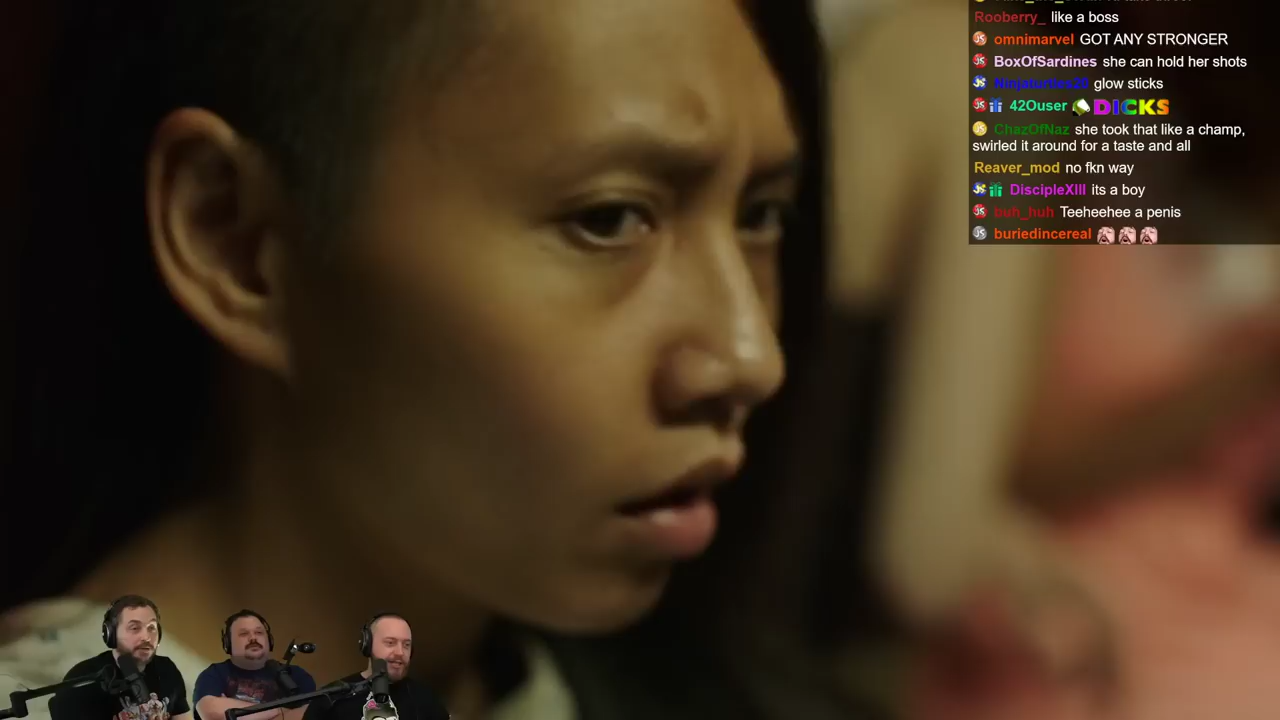 Rooberry_ like a boss
omnimarvel GOT ANY STRONGER
BoxOfSardines she can hold her shots
Ninjaturtles20 glow sticks
42Ouser DICKS
ChazOfNaz she took that like a champ,
swirled it around for a taste and all
Reaver_mod no fkn way
DiscipleXIII its a boy
buh_huh Teeheehee a penis
buriedincereal